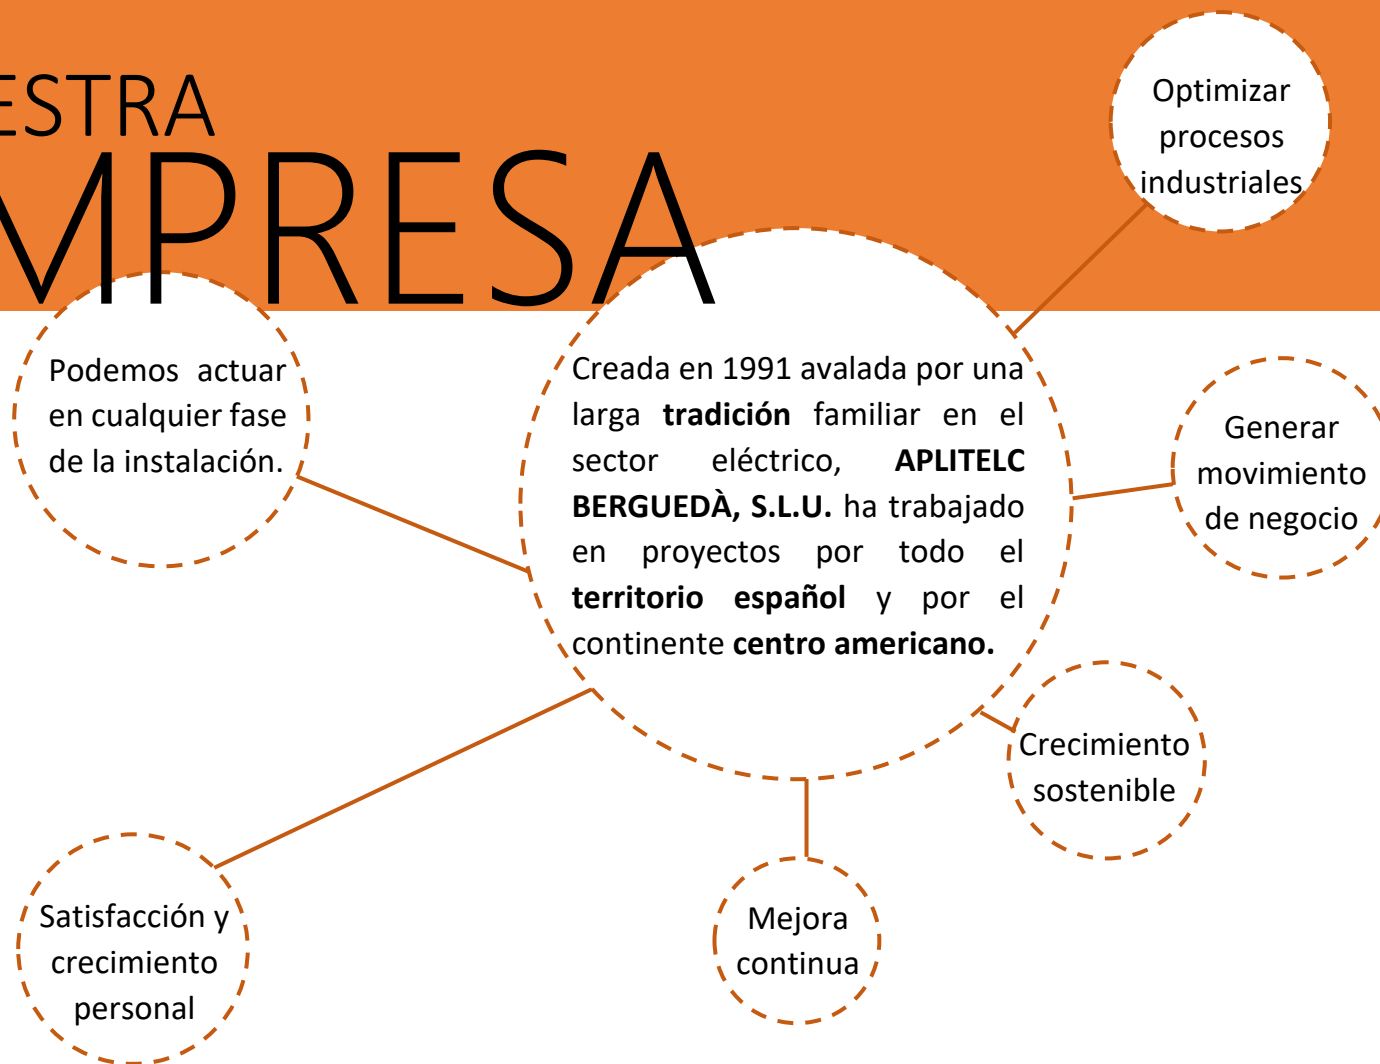 ESTRA
MPRESA
Optimizar
procesos
industriales
Podemos actuar
en cualquier fase
de la instalación.
Creada en 1991 avalada por una
larga tradición familiar en el
sector eléctrico, APLITELC
BERGUEDÀ, S.L.U. ha trabajado
en proyectos por todo el
territorio español y por el
continente centro americano.
Generar
movimiento
de negocio
Crecimiento
sostenible
Satisfacción y
crecimiento
personal
Mejora
continua